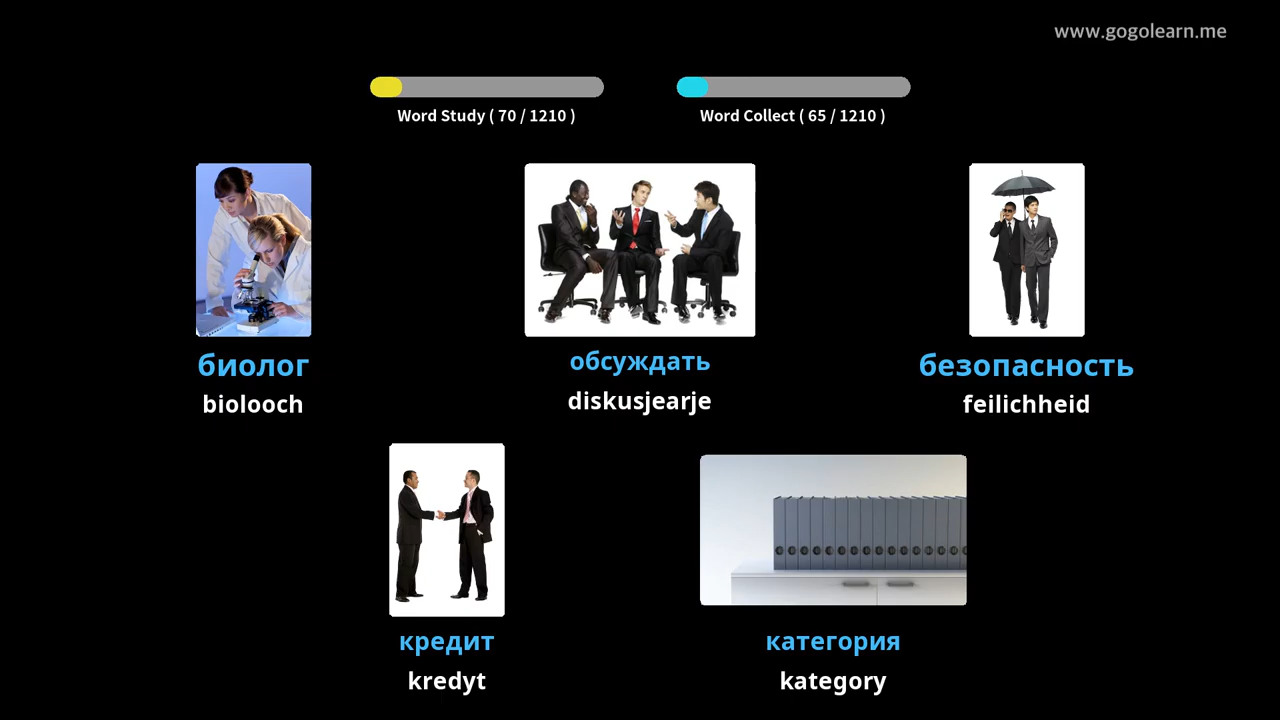 www.gogolearn.me
Word Study ( 70 / 1210 )
Word Collect ( 65 / 1210 )
биолог
biolooch
обсуждать
diskusjearje
безопасность
feilichheid
кредит
kredyt
категория
kategory